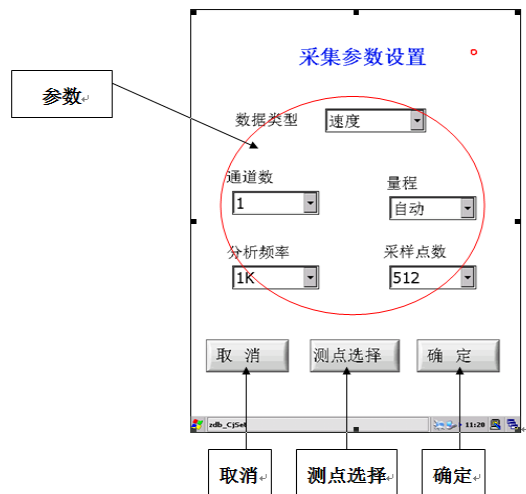 采集参数设置
参数
数据类型 速度
通道数 量程
1 自动
分析频率 采样点数
1K 512
取 消 测点选择 确 定
zdb_CjSet 11:20
取消 测点选择 确定